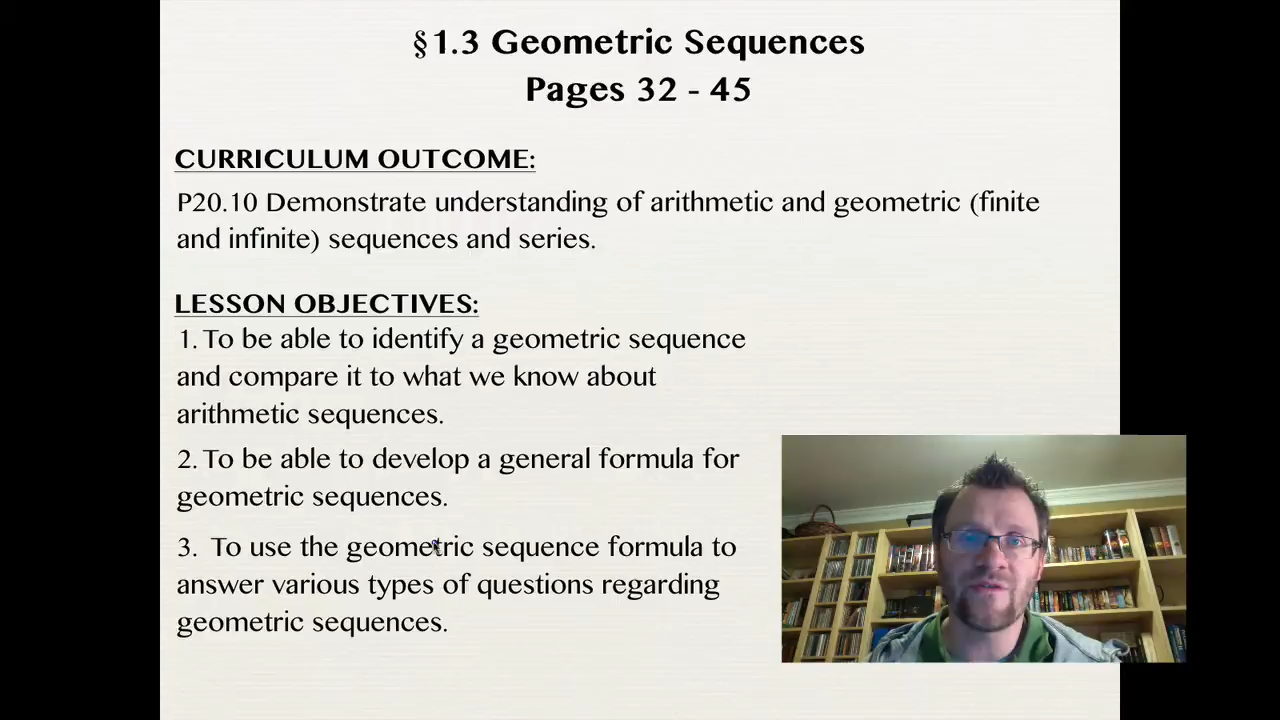 §1.3 Geometric Sequences
Pages 32 - 45
CURRICULUM OUTCOME:
P20.10 Demonstrate understanding of arithmetic and geometric (finite
and infinite) sequences and series.
LESSON OBJECTIVES:
1. To be able to identify a geometric sequence
and compare it to what we know about
arithmetic sequences.
2. To be able to develop a general formula for
geometric sequences.
3. To use the geometric sequence formula to
answer various types of questions regarding
geometric sequences.